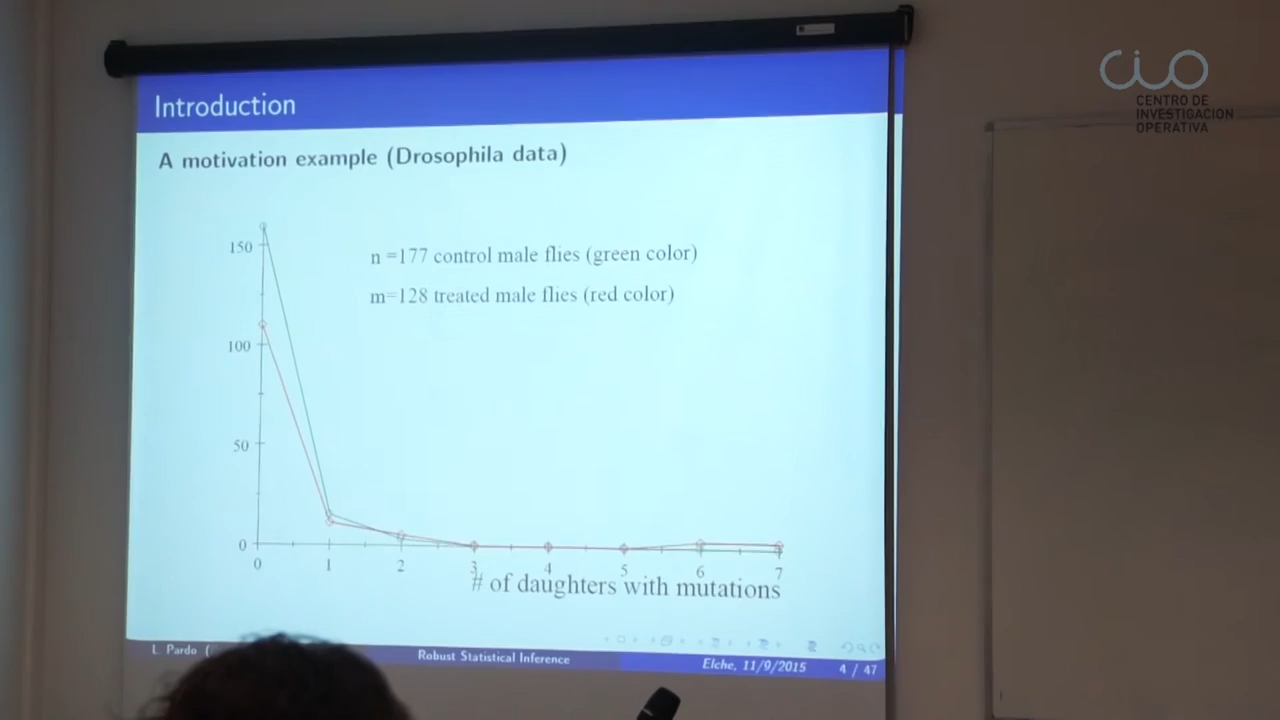 CIO
CENTRO DE
INVESTIGACION
OPERATIVA
Introduction
A motivation example (Drosophila data)
n =177 control male flies (green color)
m=128 treated male flies (red color)
150
100
50
0
0 1 2 3 4 5 6 7
# of daughters with mutations
L. Pardo (
Robust Statistical Inference
Elche, 11/9/2015
4 / 47